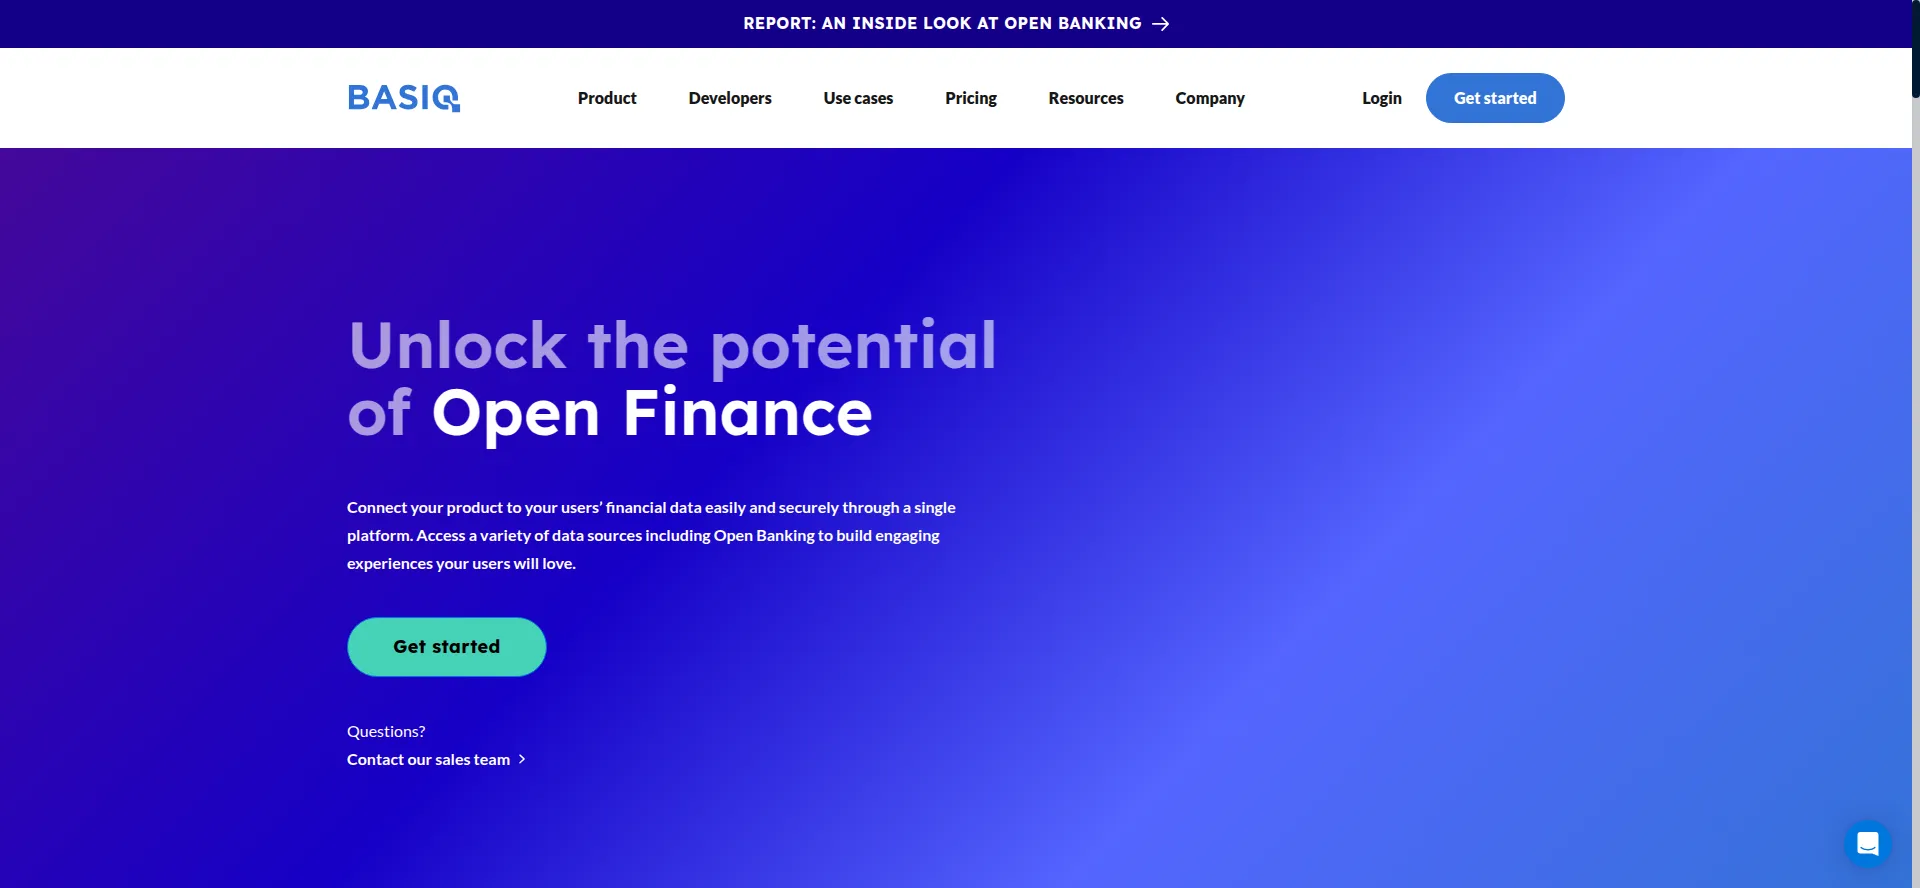 REPORT: AN INSIDE LOOK AT OPEN BANKING
BASIQ
Product
Developers
Use cases
Pricing
Resources
Company
Login
Get started
Unlock the potential
of Open Finance
Connect your product to your users’ financial data easily and securely through a single
platform. Access a variety of data sources including Open Banking to build engaging
experiences your users will love.
Get started
Questions?
Contact our sales team